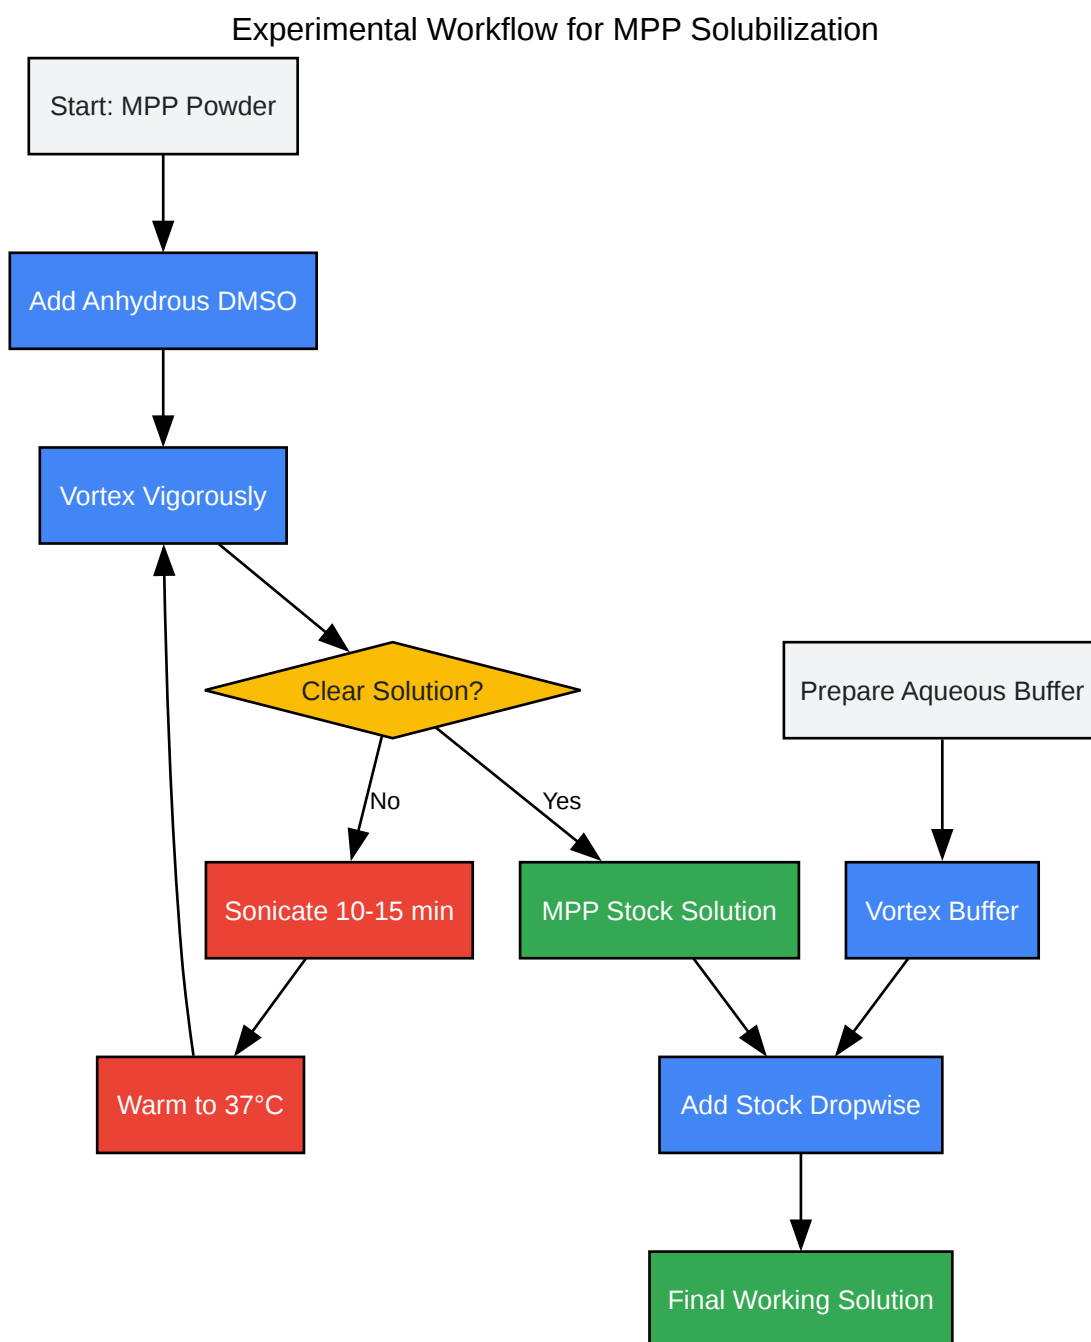 Experimental Workflow for MPP Solubilization
Start: MPP Powder
Add Anhydrous DMSO
Vortex Vigorously
Clear Solution?
Prepare Aqueous Buffer
No
Yes
Sonicate 10-15 min
MPP Stock Solution
Vortex Buffer
Warm to 37°C
Add Stock Dropwise
Final Working Solution